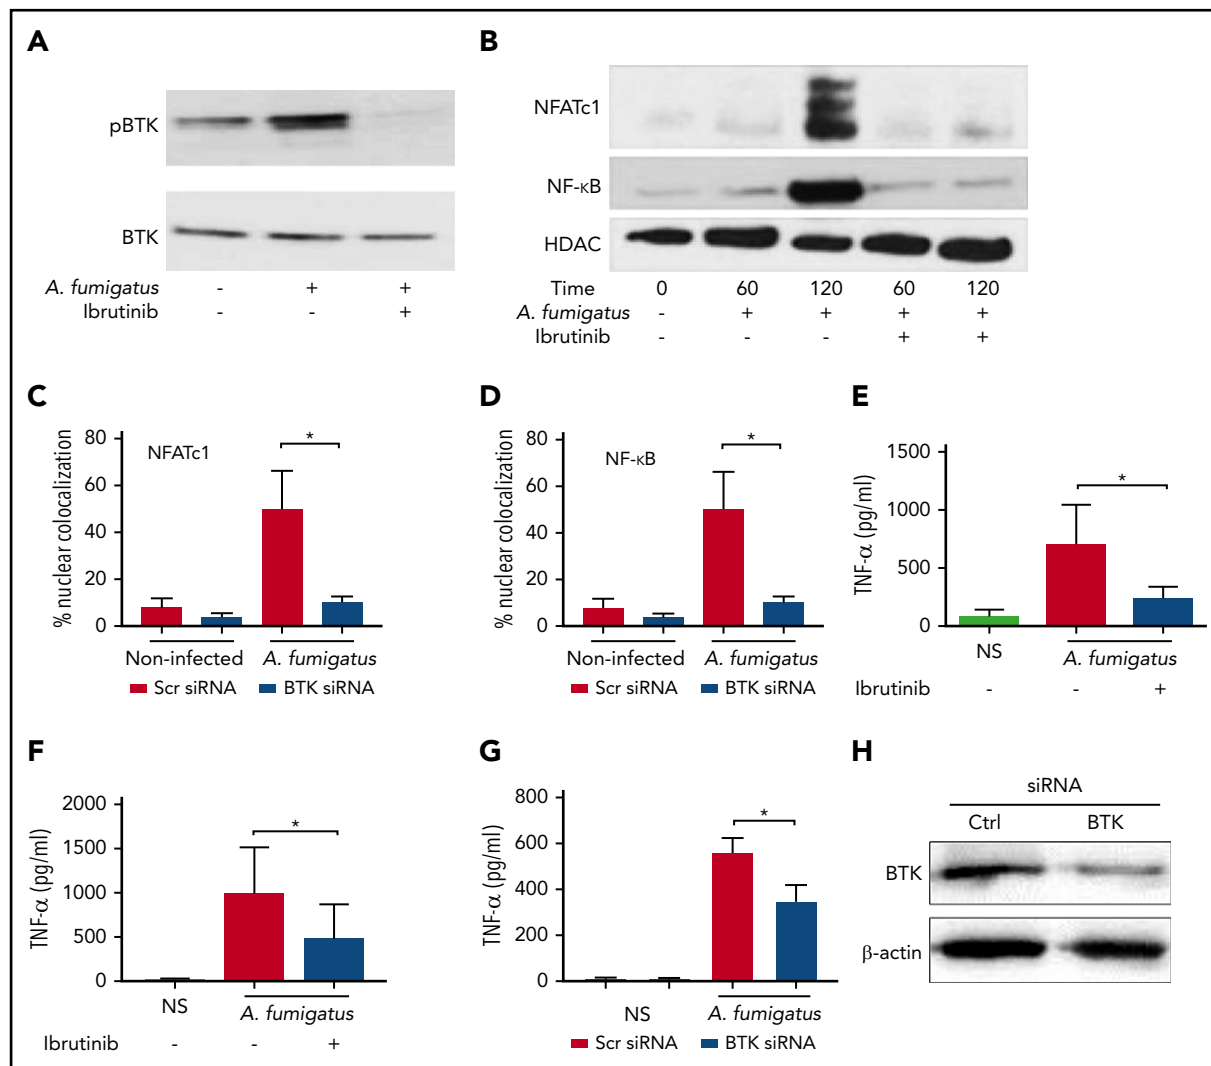 A
pBTK
BTK
A. fumigatus - + +
Ibrutinib - - +
B
NFATc1
NF-κB
HDAC
Time 0 60 120 60 120
A. fumigatus - + + + +
Ibrutinib - - - + +
C
% nuclear colocalization
80
60
40
20
0
NFATc1
*
Non-infected A. fumigatus
Scr siRNA BTK siRNA
D
% nuclear colocalization
80
60
40
20
0
NF-κB
*
Non-infected A. fumigatus
Scr siRNA BTK siRNA
E
TNF-α (pg/ml)
1500
1000
500
0
*
NS A. fumigatus
Ibrutinib - - +
F
TNF-α (pg/ml)
2000
1500
1000
500
0
*
NS A. fumigatus
Ibrutinib - - +
G
TNF-α (pg/ml)
800
600
400
200
0
*
NS A. fumigatus
Scr siRNA BTK siRNA
H
siRNA
Ctrl BTK
BTK
β-actin